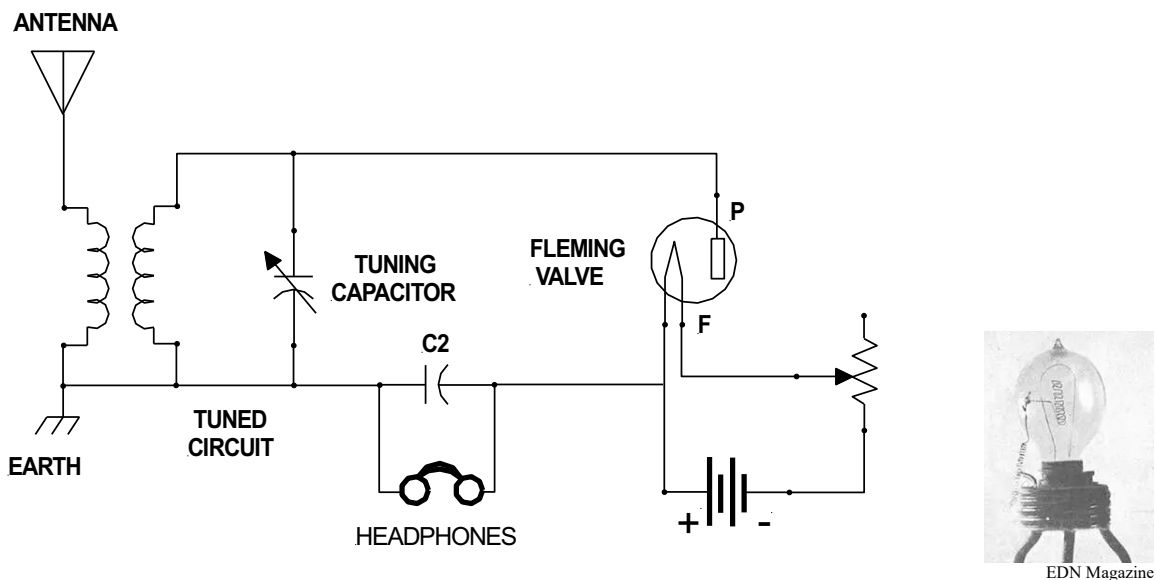 ANTENNA
P
FLEMING
VALVE
TUNING
CAPACITOR
F
C2
TUNED
CIRCUIT
EARTH
+
-
HEADPHONES
EDN Magazine